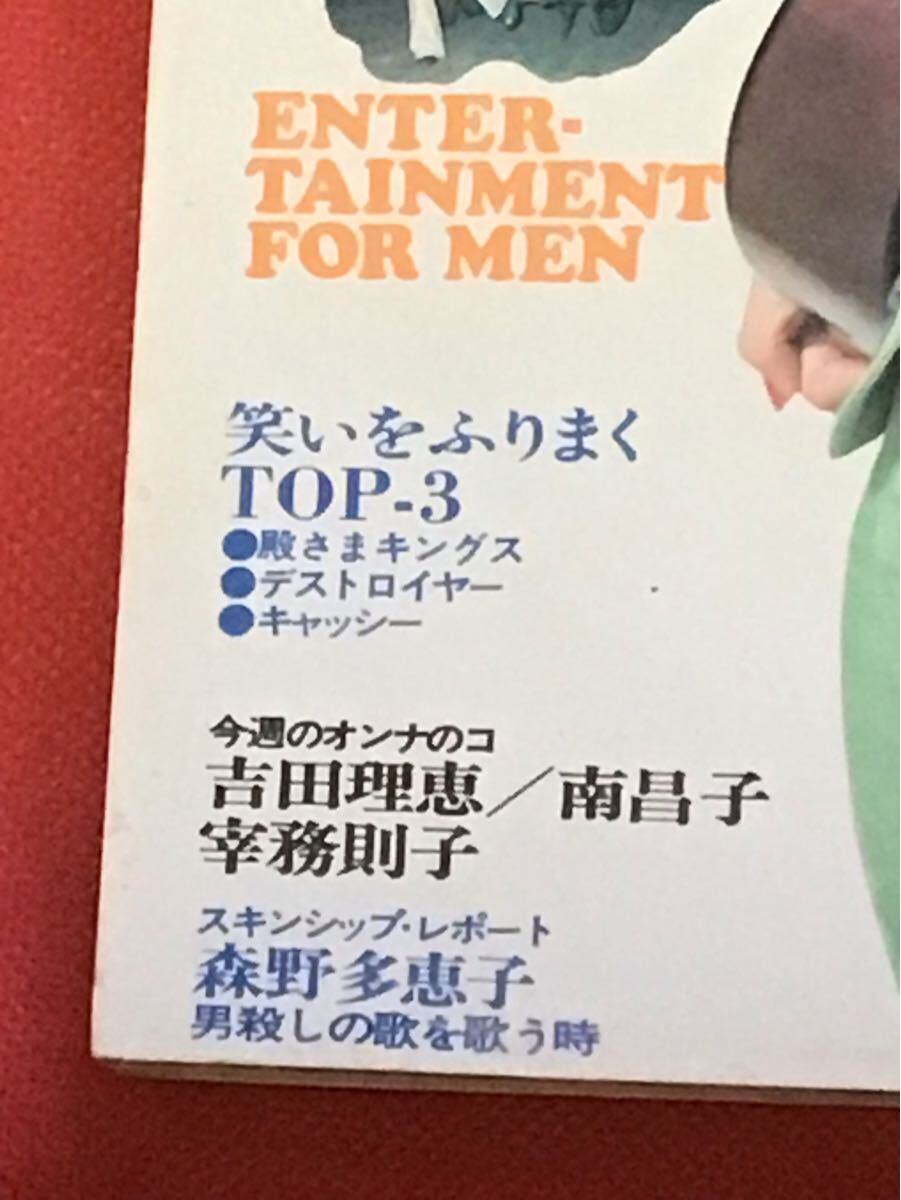 ENTER-
TAINMENT
FOR MEN
笑いをふりまく
TOP-3
●殿さまキングス
●デストロイヤー
●キャッシー
今週のオンナのコ
吉田理恵／南昌子
宰務則子
スキンシップ・レポート
森野多恵子
男殺しの歌を歌う時